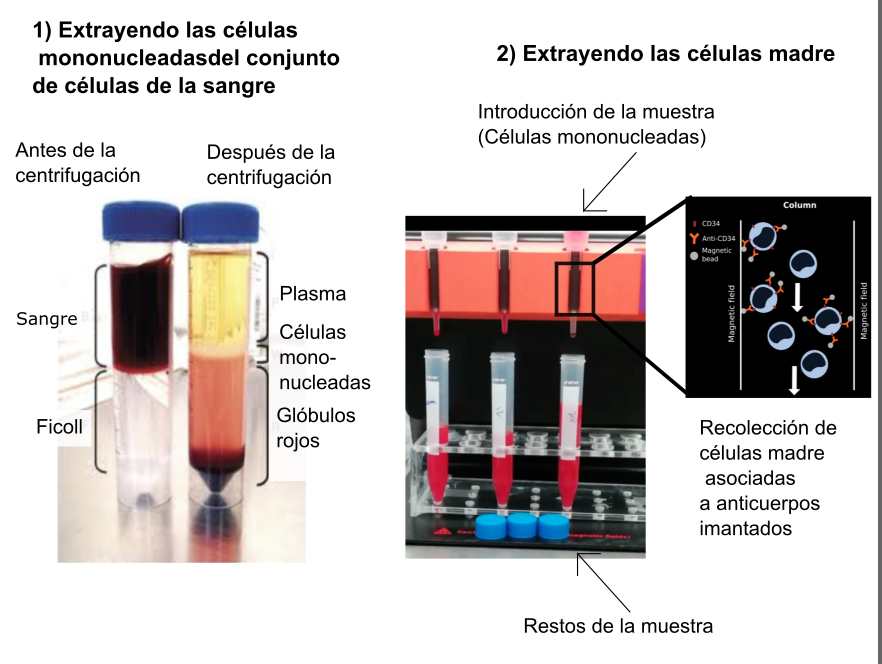 1) Extrayendo las células
mononucleadasdel conjunto
de células de la sangre
Antes de la
centrifugación
Después de la
centrifugación
Sangre
Ficoll
Plasma
Células
mono-
nucleadas
Glóbulos
rojos
2) Extrayendo las células madre
Introducción de la muestra
(Células mononucleadas)
Column
CD34
Anti-CD34
Magnetic
bead
Magnetic field
Magnetic field
Recolección de
células madre
asociadas
a anticuerpos
imantados
Restos de la muestra